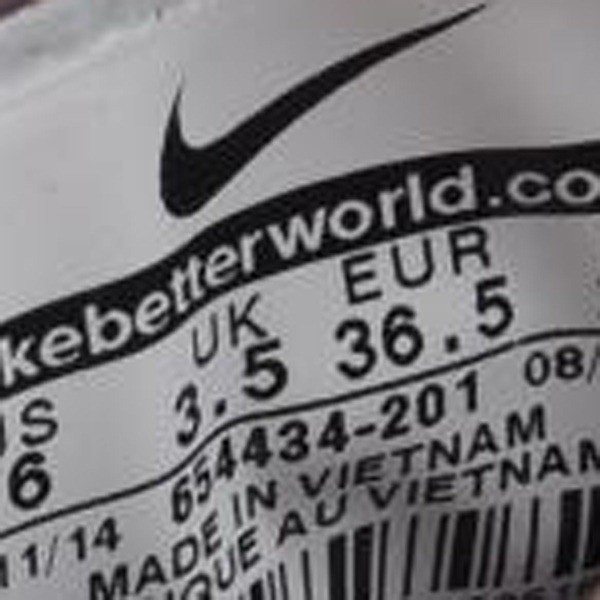 kebetterworld.co
US UK EUR
6 3.5 36.5
654434-201 08/
11/14 MADE IN VIETNAM
IQUE AU VIETNAM